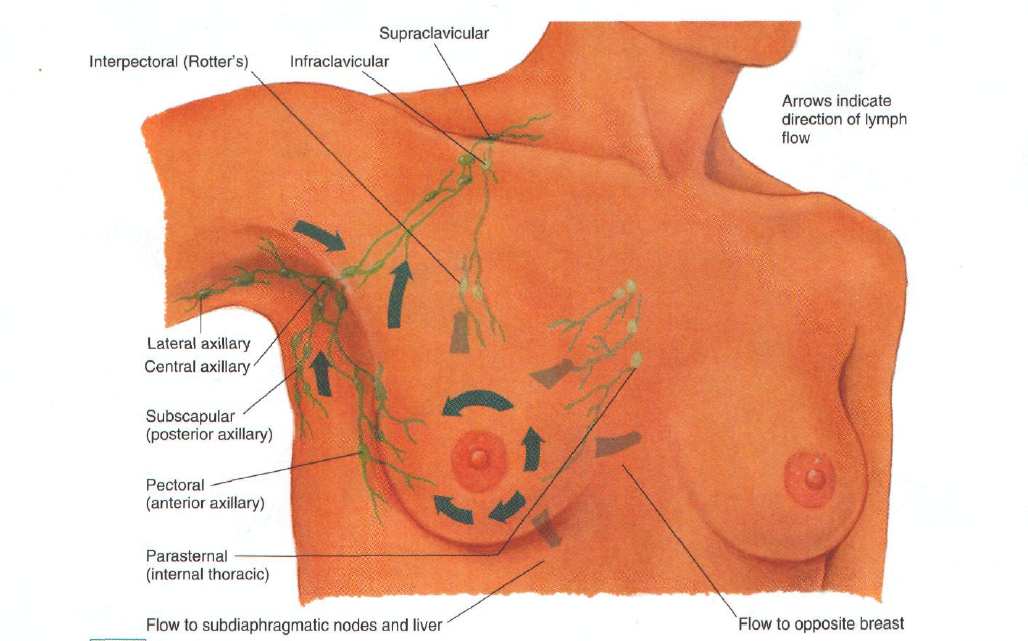 Supraclavicular
Interpectoral (Rotter's)
Infraclavicular
Arrows indicate
direction of lymph
flow
Lateral axillary
Central axillary
Subscapular
(posterior axillary)
Pectoral
(anterior axillary)
Parasternal
(internal thoracic)
Flow to subdiaphragmatic nodes and liver
Flow to opposite breast